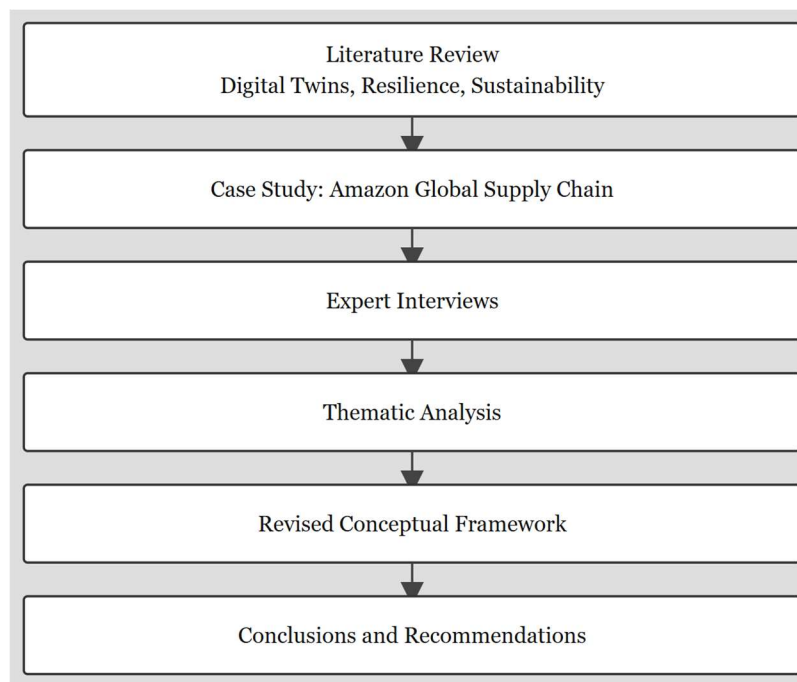 Literature Review
Digital Twins, Resilience, Sustainability
Case Study: Amazon Global Supply Chain
Expert Interviews
Thematic Analysis
Revised Conceptual Framework
Conclusions and Recommendations